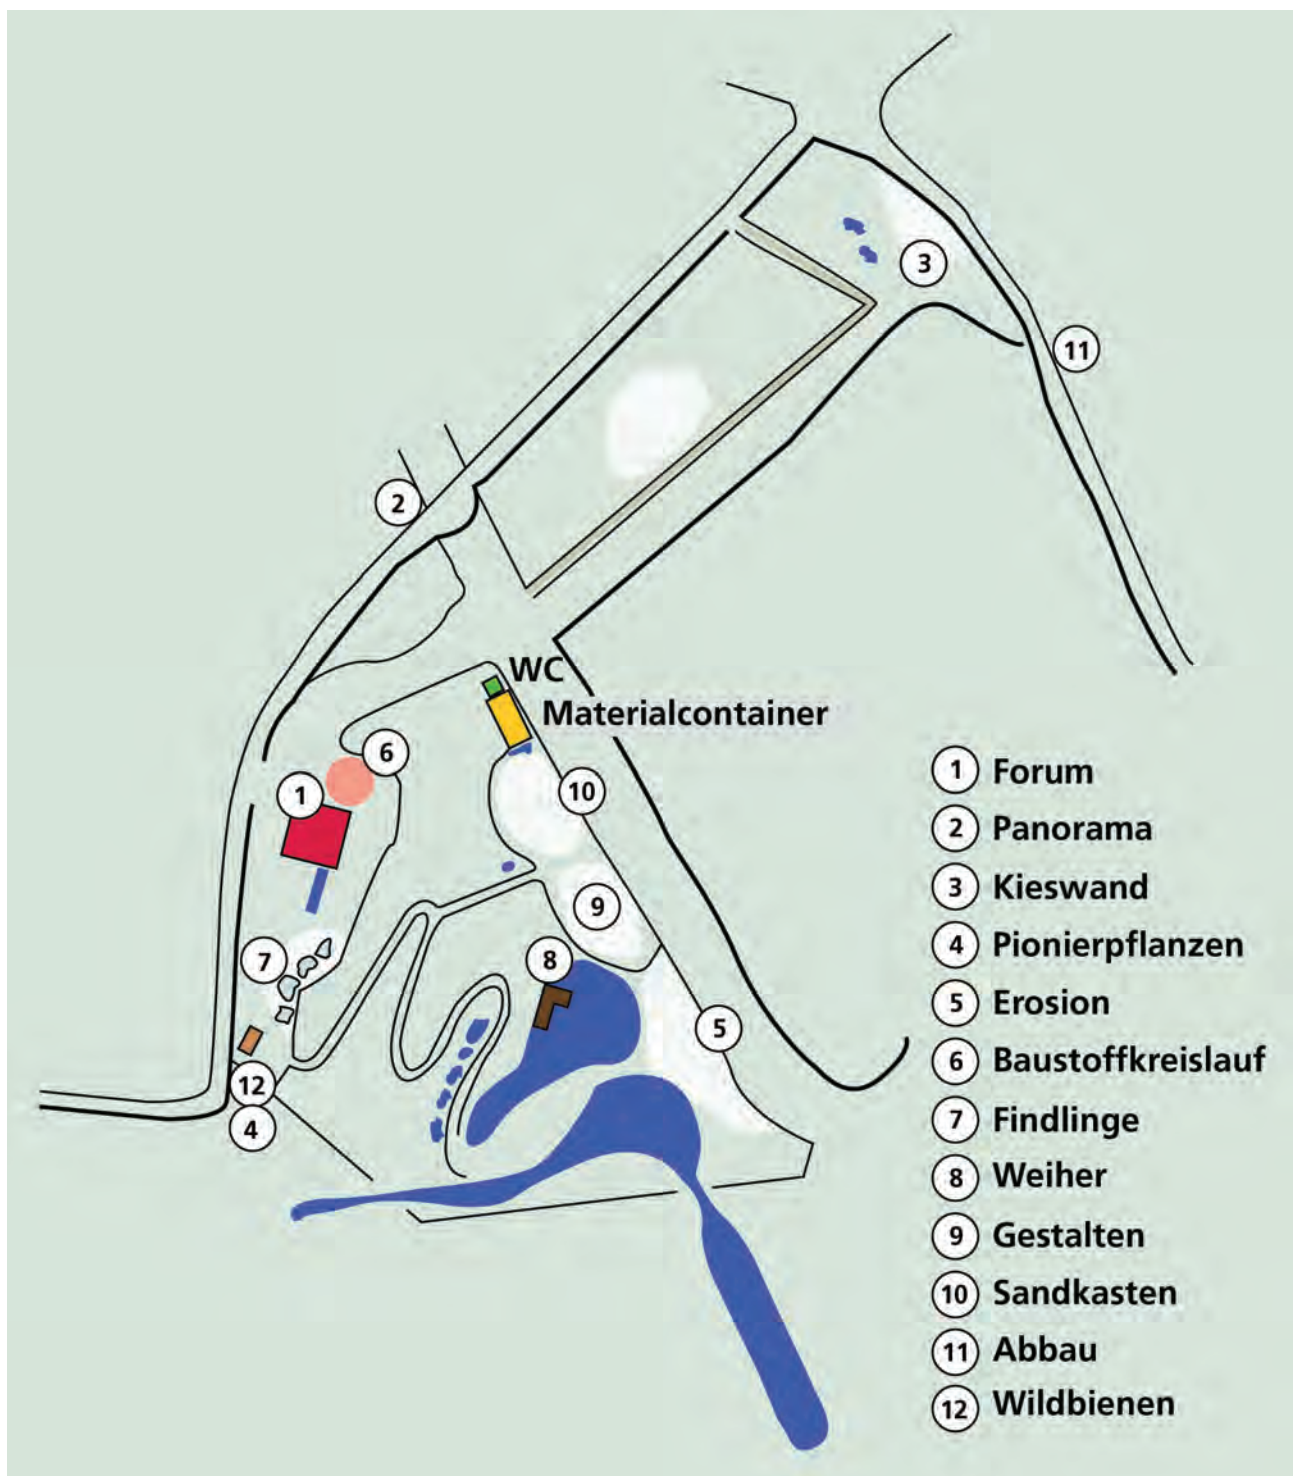 3
11
2
WC
Materialcontainer
6
1
10
9
7
8
5
12
4
1 Forum
2 Panorama
3 Kieswand
4 Pionierpflanzen
5 Erosion
6 Baustoffkreislauf
7 Findlinge
8 Weiher
9 Gestalten
10 Sandkasten
11 Abbau
12 Wildbienen